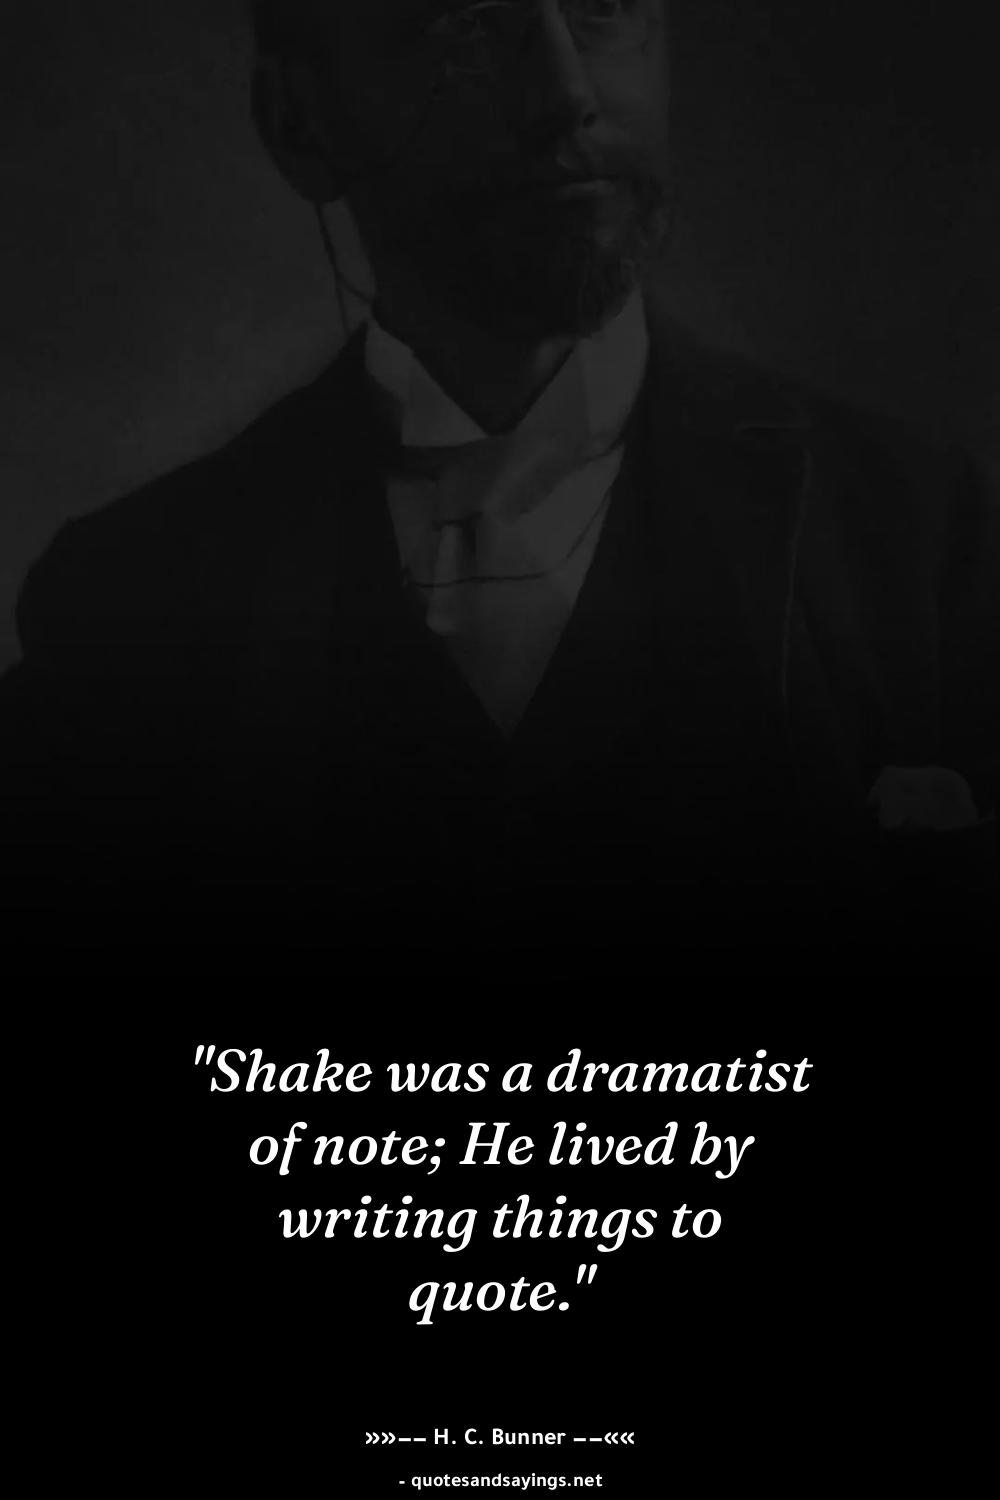 "Shake was a dramatist
of note; He lived by
writing things to
quote."
»»―― H. C. Bunner ――««
- quotesandsayings.net